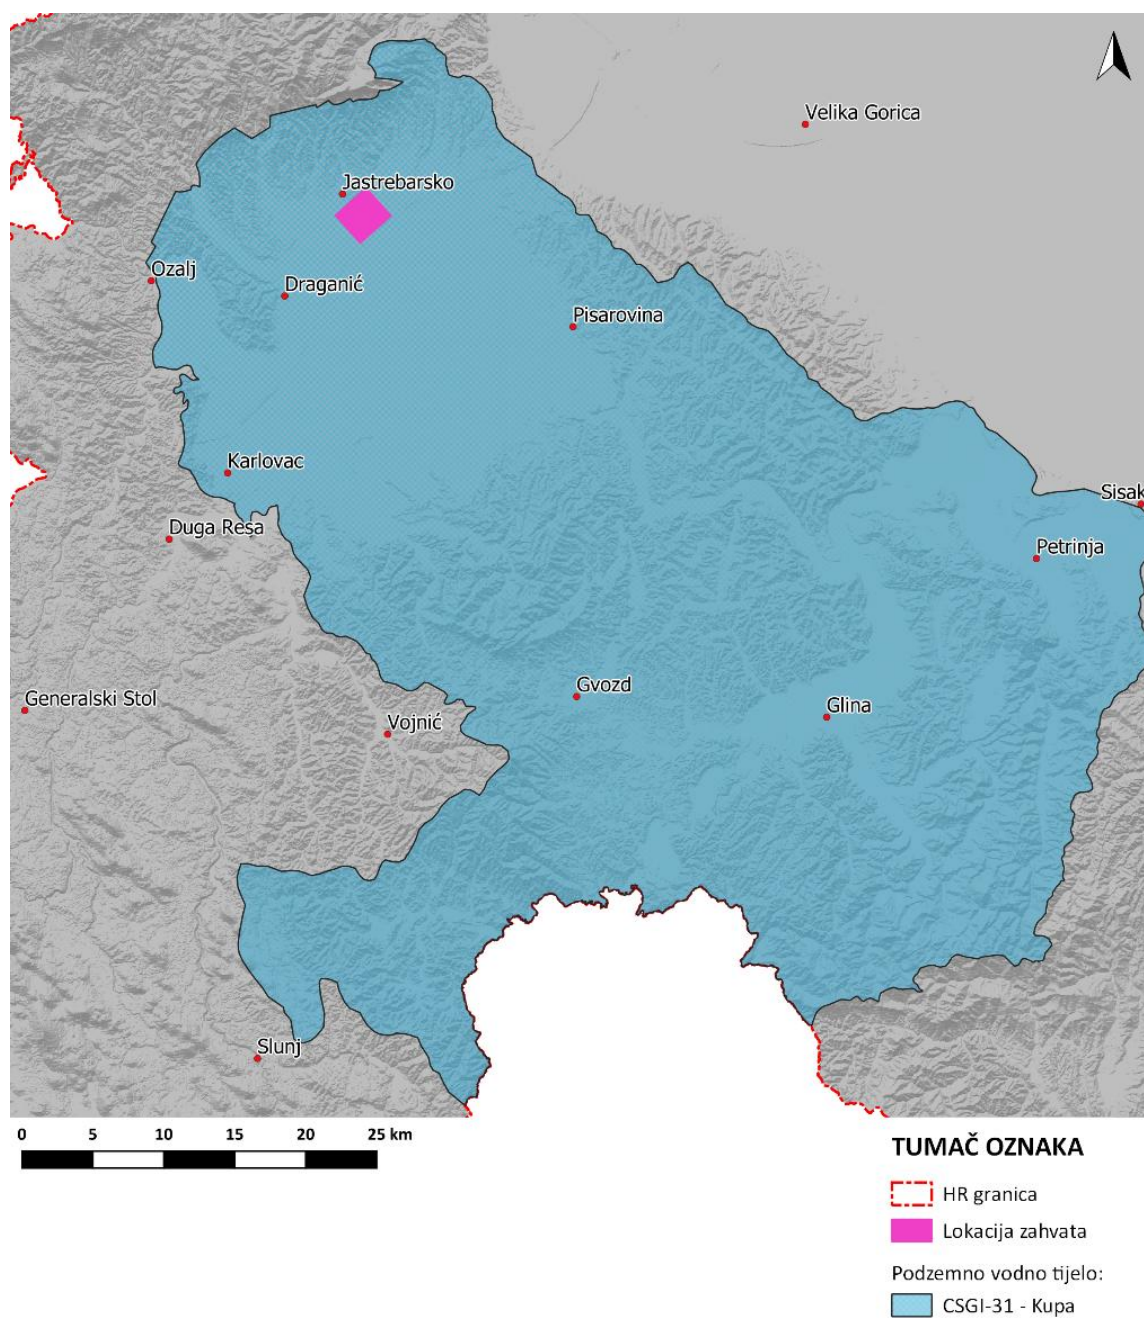 Velika Gorica
Jastrebarsko
Ozalj
Draganić
Pisarovina
Karlovac
Sisak
Duga Resa
Petrinja
Gvozd
Generalski Stol
Glina
Vojnić
Slunj
0 5 10 15 20 25 km
TUMAČ OZNAKA
HR granica
Lokacija zahvata
Podzemno vodno tijelo:
CSGI-31 - Kupa